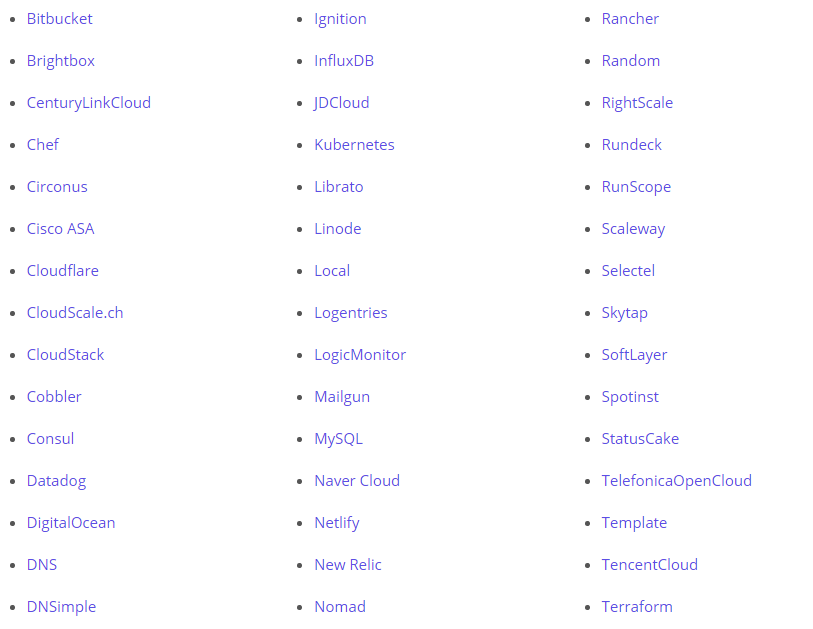 Bitbucket
Brightbox
CenturyLinkCloud
Chef
Circonus
Cisco ASA
Cloudflare
CloudScale.ch
CloudStack
Cobbler
Consul
Datadog
DigitalOcean
DNS
DNSimple
Ignition
InfluxDB
JDCloud
Kubernetes
Librato
Linode
Local
Logentries
LogicMonitor
Mailgun
MySQL
Naver Cloud
Netlify
New Relic
Nomad
Rancher
Random
RightScale
Rundeck
RunScope
Scaleway
Selectel
Skytap
SoftLayer
Spotinst
StatusCake
TelefonicaOpenCloud
Template
TencentCloud
Terraform